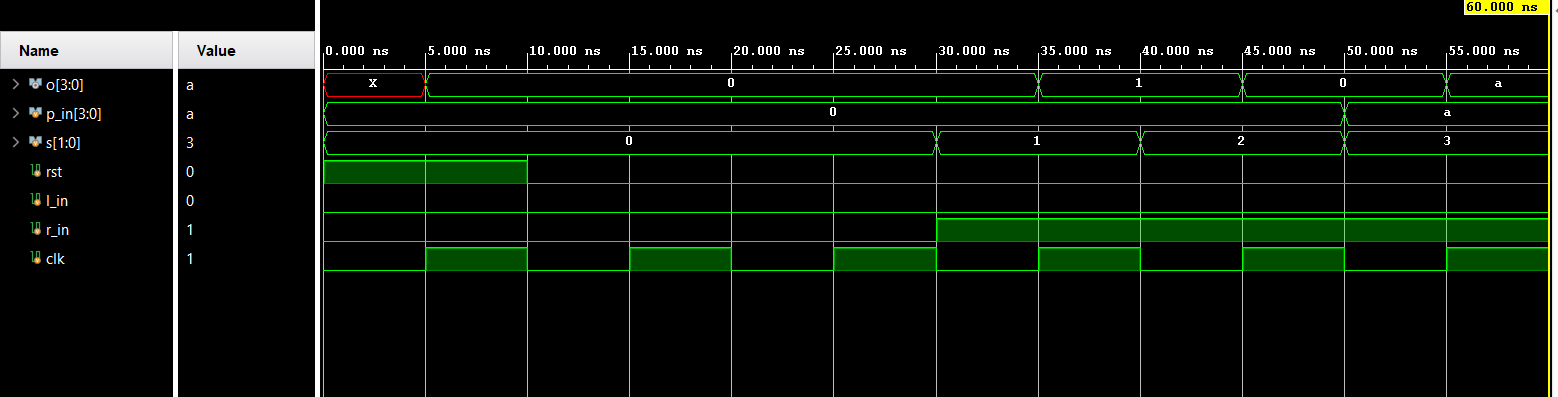 60.000 ns
Name Value
0.000 ns 5.000 ns 10.000 ns 15.000 ns 20.000 ns 25.000 ns 30.000 ns 35.000 ns 40.000 ns 45.000 ns 50.000 ns 55.000 ns
o[3:0] a X 0 1 0 a
p_in[3:0] a 0 a
s[1:0] 3 0 1 2 3
rst 0
l_in 0
r_in 1
clk 1